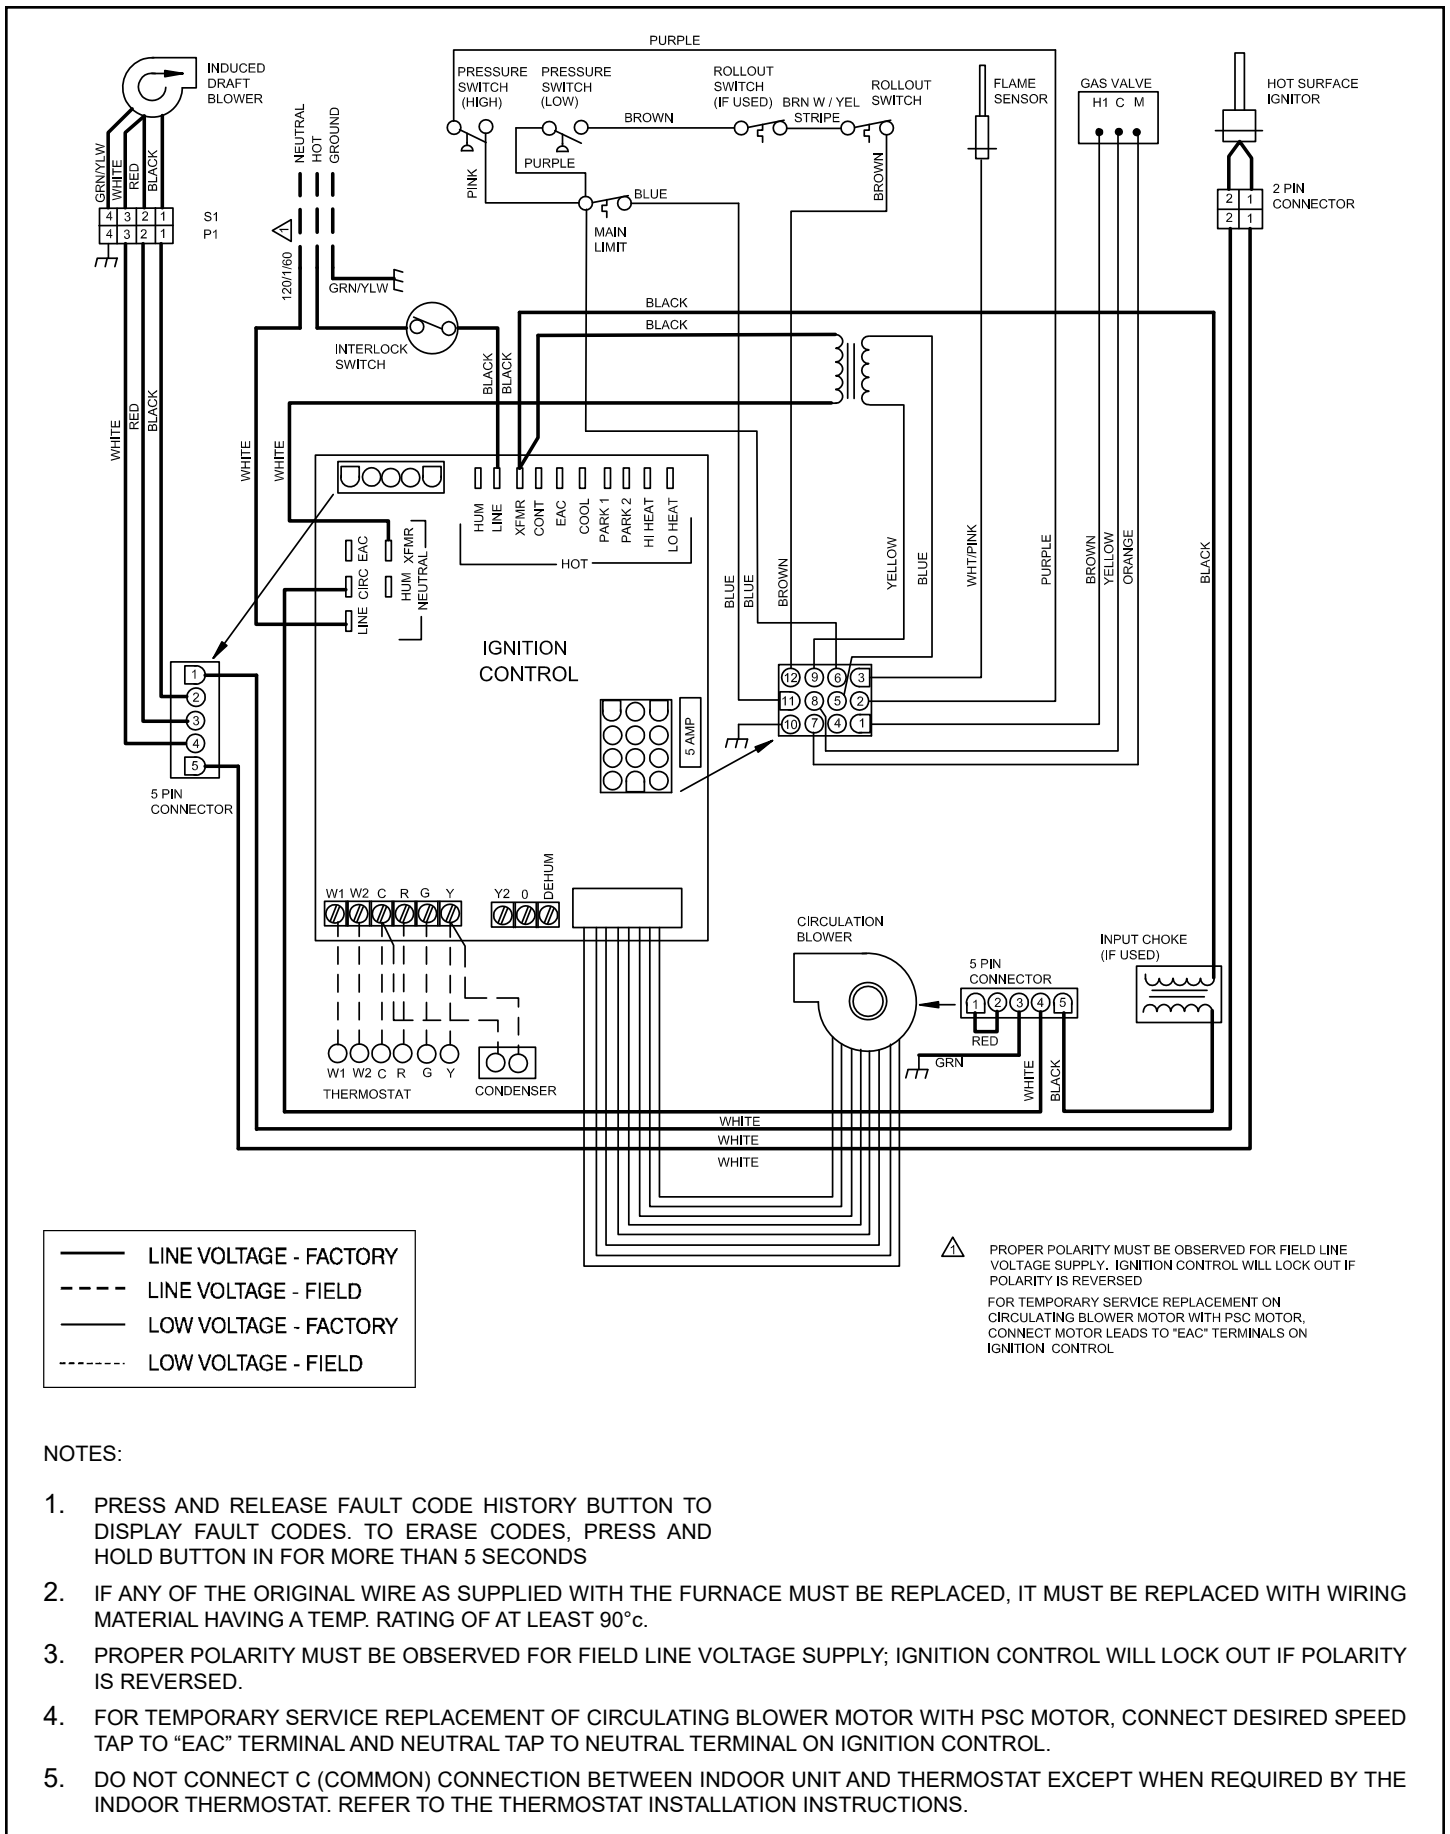 PURPLE
INDUCED
DRAFT
BLOWER
PRESSURE
SWITCH
(HIGH)
PRESSURE
SWITCH
(LOW)
ROLLOUT
SWITCH
(IF USED)
BRN W / YEL
STRIPE
ROLLOUT
SWITCH
FLAME
SENSOR
GAS VALVE
H1 C M
HOT SURFACE
IGNITOR
NEUTRAL
HOT
GROUND
BROWN
GRN/YLW
WHITE
RED
BLACK
PURPLE
PINK
BLUE
BROWN
4 3 2 1
S1
4 3 2 1
P1
2 1
2 1
2 PIN
CONNECTOR
MAIN
LIMIT
1
120/1/60
GRN/YLW
BLACK
BLACK
INTERLOCK
SWITCH
BLACK
BLACK
WHITE
RED
BLACK
WHITE
WHITE
HUM
LINE
XFMR
CONT
EAC
COOL
PARK 1
PARK 2
HI HEAT
LO HEAT
HOT
EAC
XFMR
CIRC
HUM
NEUTRAL
LINE
YELLOW
BLUE
WHT/PINK
PURPLE
BROWN
YELLOW
ORANGE
BLACK
BLUE
BLUE
BROWN
IGNITION
CONTROL
12 9 6 3
11 8 5 2
10 7 4 1
5 AMP
1
2
3
4
5
5 PIN
CONNECTOR
W1 W2 C R G Y
Y2 0 DEHUM
CIRCULATION
BLOWER
5 PIN
CONNECTOR
1 2 3 4 5
RED
GRN
WHITE
BLACK
INPUT CHOKE
(IF USED)
W1 W2 C R G Y
THERMOSTAT
CONDENSER
WHITE
WHITE
WHITE
LINE VOLTAGE - FACTORY
LINE VOLTAGE - FIELD
LOW VOLTAGE - FACTORY
LOW VOLTAGE - FIELD
1 PROPER POLARITY MUST BE OBSERVED FOR FIELD LINE
VOLTAGE SUPPLY. IGNITION CONTROL WILL LOCK OUT IF
POLARITY IS REVERSED
FOR TEMPORARY SERVICE REPLACEMENT ON
CIRCULATING BLOWER MOTOR WITH PSC MOTOR,
CONNECT MOTOR LEADS TO "EAC" TERMINALS ON
IGNITION CONTROL
NOTES:
1. PRESS AND RELEASE FAULT CODE HISTORY BUTTON TO
DISPLAY FAULT CODES. TO ERASE CODES, PRESS AND
HOLD BUTTON IN FOR MORE THAN 5 SECONDS
2. IF ANY OF THE ORIGINAL WIRE AS SUPPLIED WITH THE FURNACE MUST BE REPLACED, IT MUST BE REPLACED WITH WIRING
MATERIAL HAVING A TEMP. RATING OF AT LEAST 90°c.
3. PROPER POLARITY MUST BE OBSERVED FOR FIELD LINE VOLTAGE SUPPLY; IGNITION CONTROL WILL LOCK OUT IF POLARITY
IS REVERSED.
4. FOR TEMPORARY SERVICE REPLACEMENT OF CIRCULATING BLOWER MOTOR WITH PSC MOTOR, CONNECT DESIRED SPEED
TAP TO “EAC” TERMINAL AND NEUTRAL TAP TO NEUTRAL TERMINAL ON IGNITION CONTROL.
5. DO NOT CONNECT C (COMMON) CONNECTION BETWEEN INDOOR UNIT AND THERMOSTAT EXCEPT WHEN REQUIRED BY THE
INDOOR THERMOSTAT. REFER TO THE THERMOSTAT INSTALLATION INSTRUCTIONS.